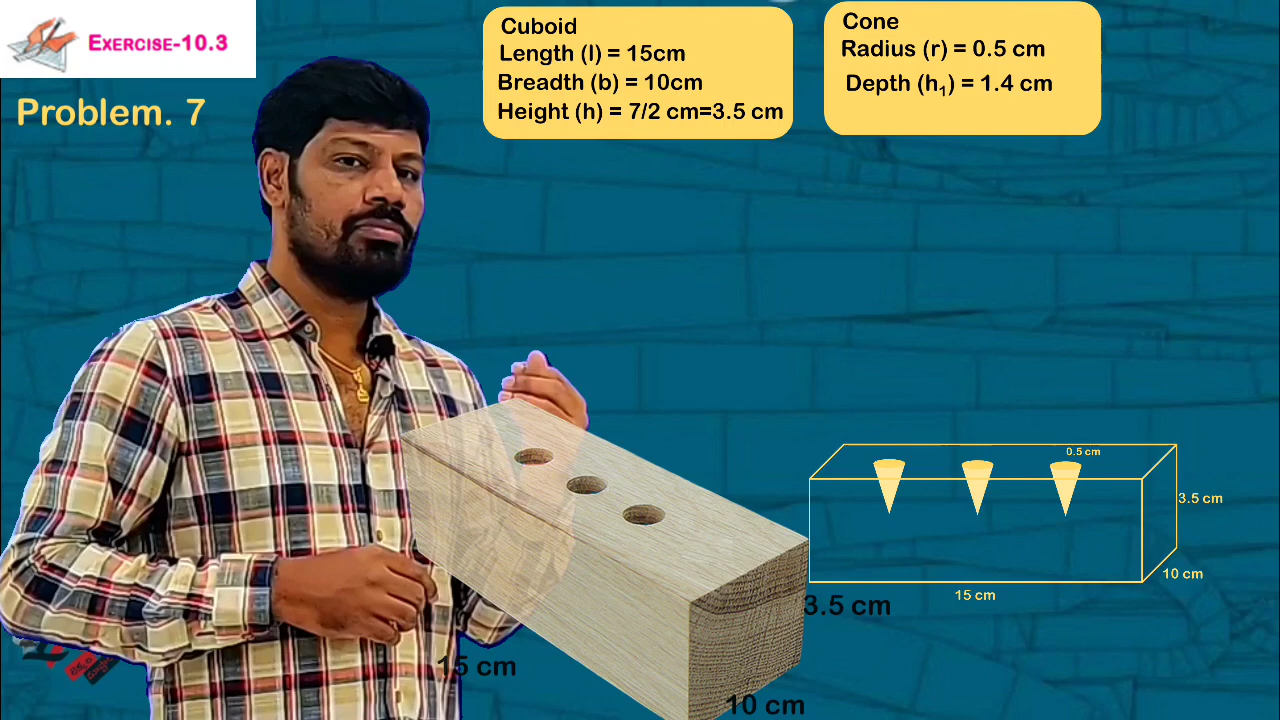 EXERCISE-10.3
Problem. 7
Cuboid
Length (l) = 15cm
Breadth (b) = 10cm
Height (h) = 7/2 cm=3.5 cm
Cone
Radius (r) = 0.5 cm
Depth (h₁) = 1.4 cm
0.5 cm
3.5 cm
10 cm
15 cm
3.5 cm
15 cm
10 cm